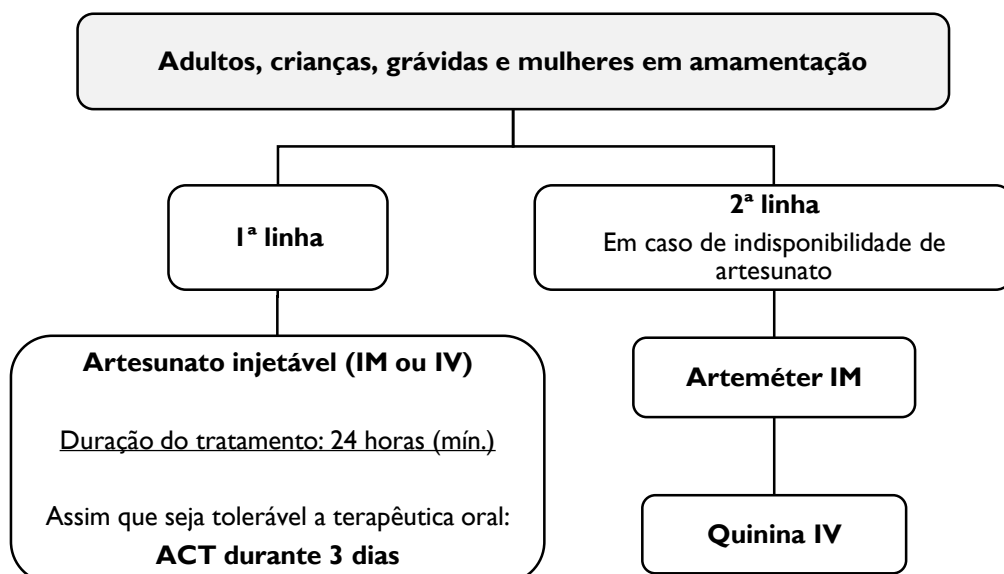 Adultos, crianças, grávidas e mulheres em amamentação
1ª linha
2ª linha
Em caso de indisponibilidade de
artesunato
Artesunato injetável (IM ou IV)
Duração do tratamento: 24 horas (mín.)
Assim que seja tolerável a terapêutica oral:
ACT durante 3 dias
Arteméter IM
Quinina IV